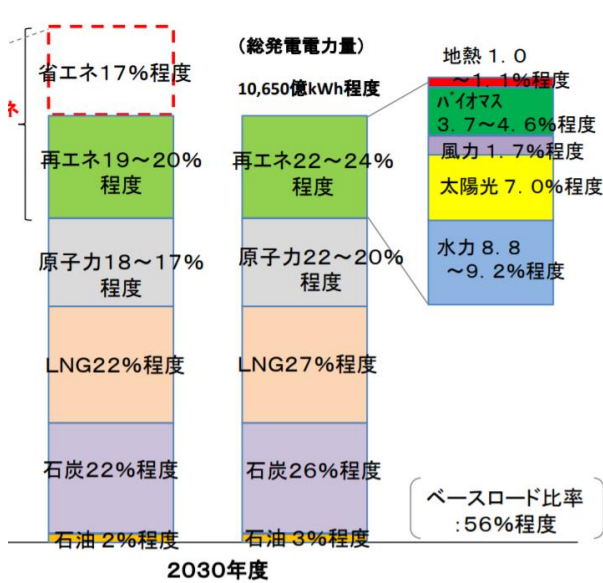 省エネ17%程度
ネ
再エネ19~20%
程度
原子力18~17%
程度
LNG22%程度
石炭22%程度
石油 2%程度
(総発電電力量)
10,650億kWh程度
再エネ22~24%
程度
原子力22~20%
程度
LNG27%程度
石炭26%程度
石油 3%程度
地熱 1.0
~1.1%程度
バイオマス
3.7~4.6%程度
風力 1.7%程度
太陽光 7.0%程度
水力 8.8
~9.2%程度
ベースロード比率
:56%程度
2030年度